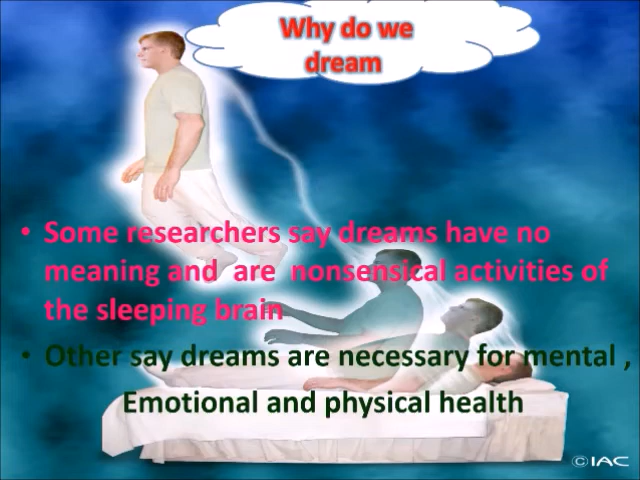 Why do we
dream
• Some researchers say dreams have no
meaning and are nonsensical activities of
the sleeping brain
• Other say dreams are necessary for mental ,
Emotional and physical health
©IAC